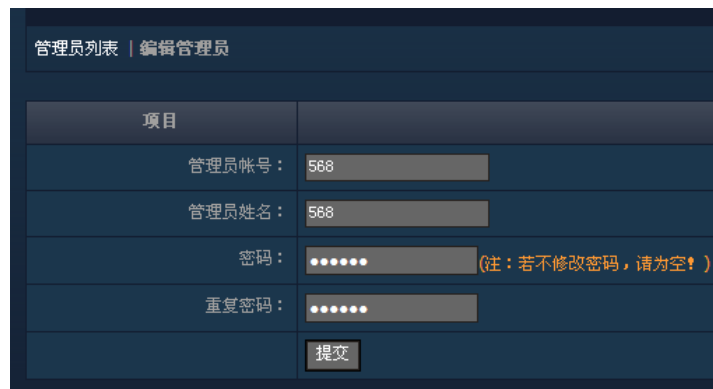 管理员列表 | 编辑管理员
项目
管理员帐号： 568
管理员姓名： 568
密码： •••••• (注：若不修改密码，请为空！)
重复密码： ••••••
提交